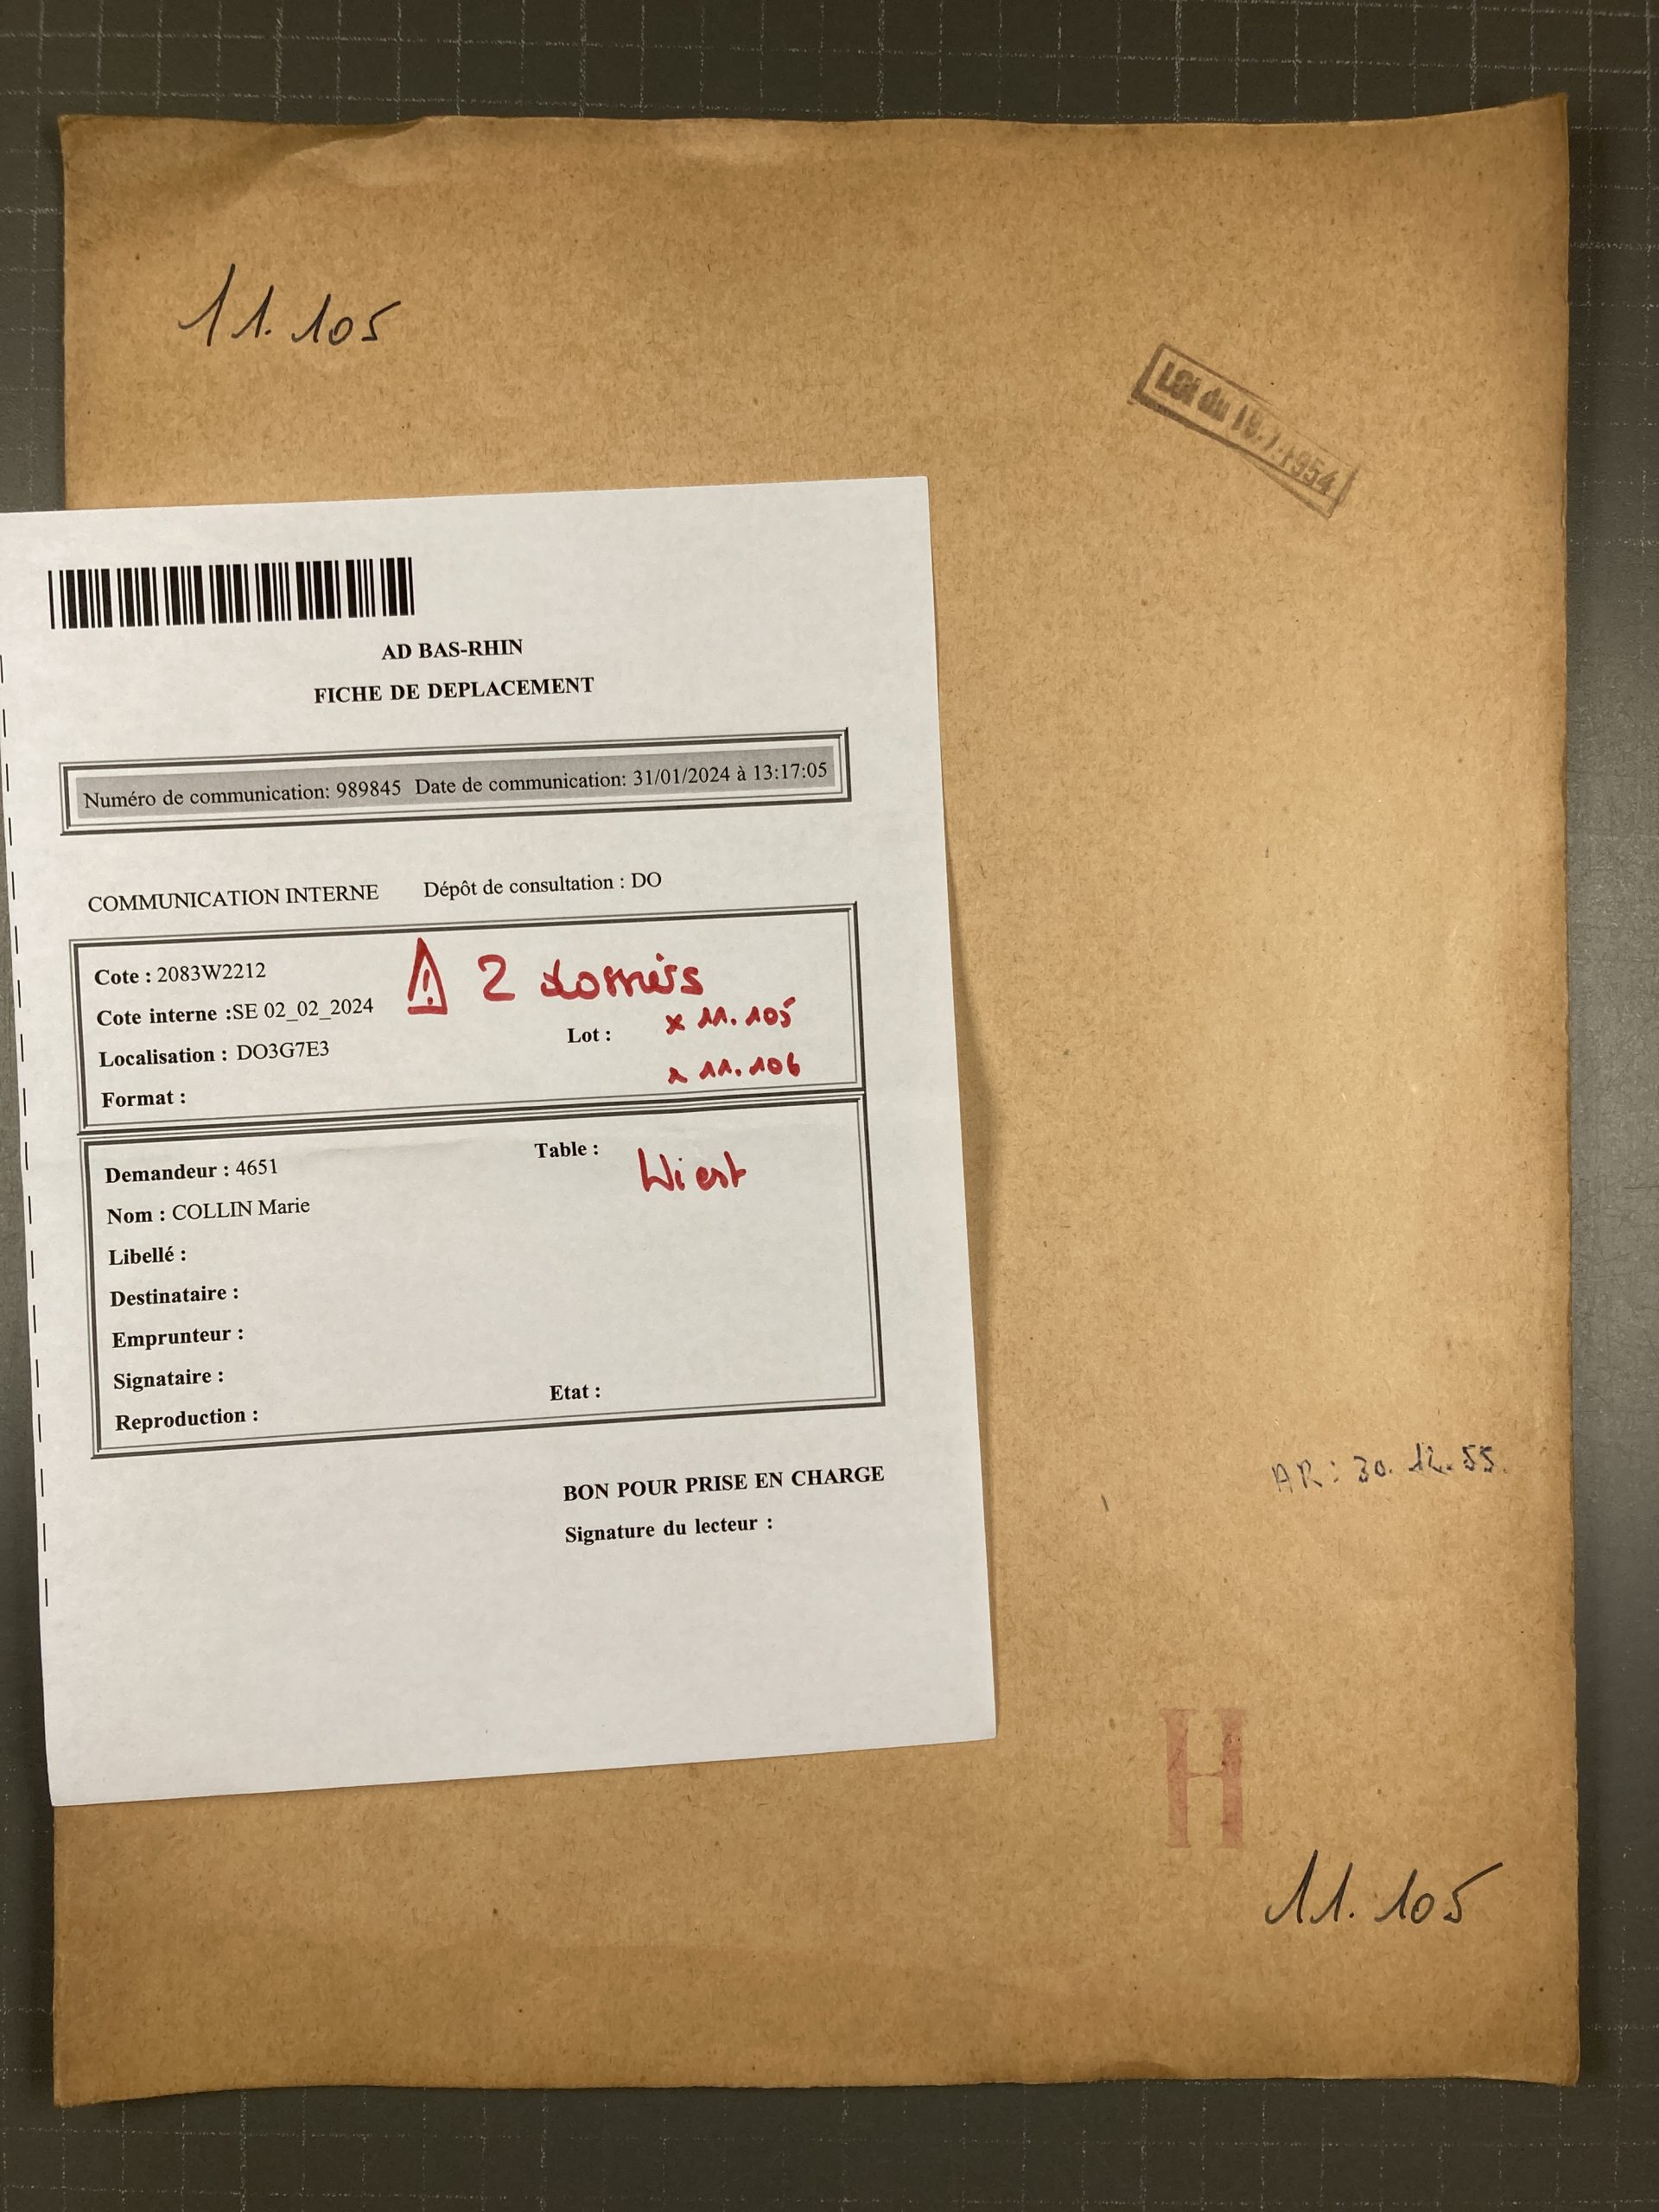 11.105
LOI du 19.7.1954
AD BAS-RHIN
FICHE DE DEPLACEMENT
Numéro de communication: 989845 Date de communication: 31/01/2024 à 13:17:05
COMMUNICATION INTERNE Dépôt de consultation : DO
Cote : 2083W2212
⚠ 2 dossiers
Cote interne :SE 02_02_2024
Lot : x 11.105
Localisation : DO3G7E3
x 11.106
Format :
Demandeur : 4651
Table : Wiest
Nom : COLLIN Marie
Libellé :
Destinataire :
Emprunteur :
Signataire :
Etat :
Reproduction :
BON POUR PRISE EN CHARGE
Signature du lecteur :
AR: 30.12.55.
H
11.105